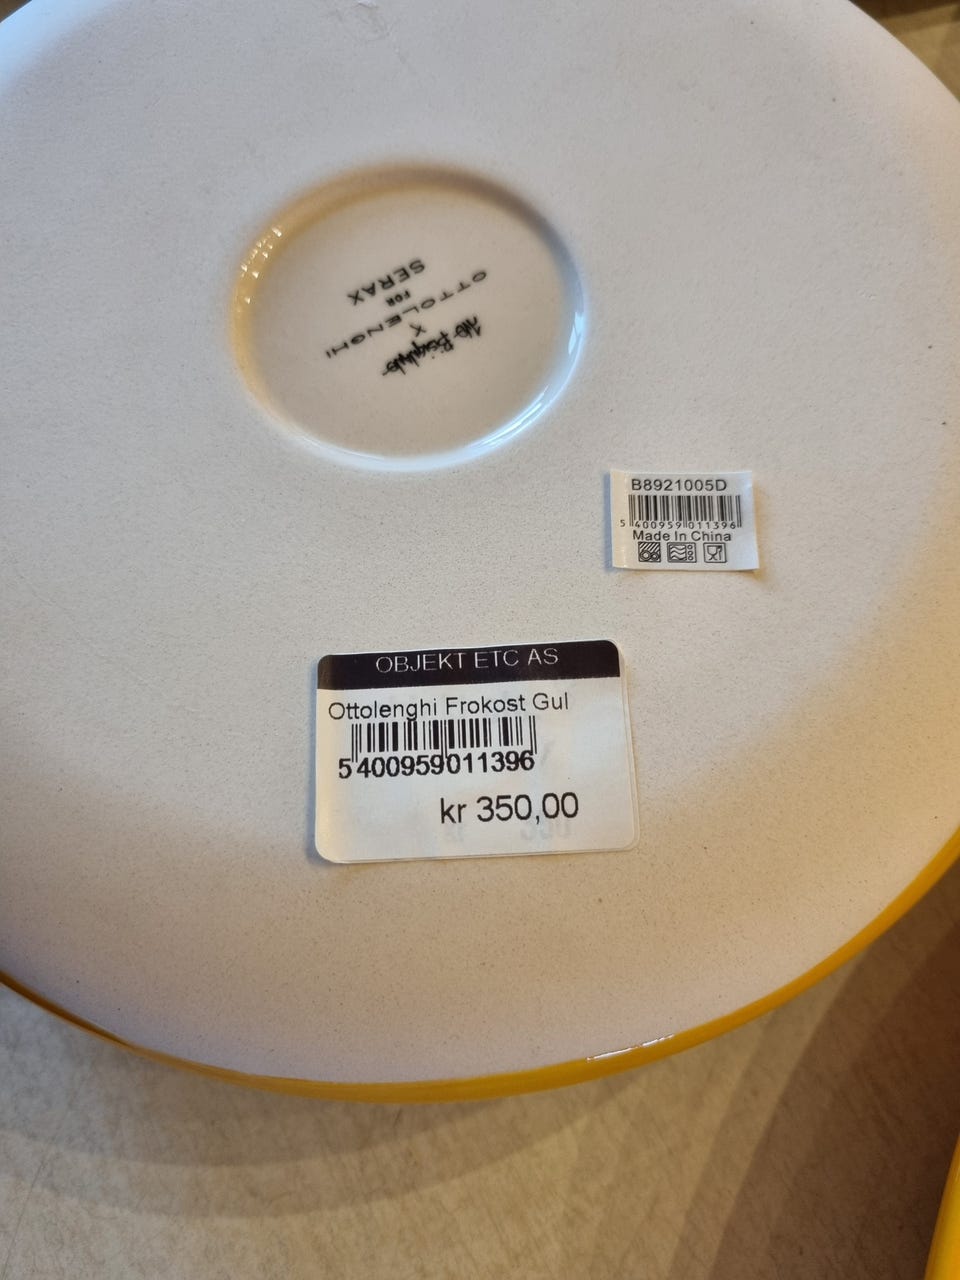 SERAX
FOR
OTTOLENGHI
X
B8921005D
5 400959 011396
Made In China
OBJEKT ETC AS
Ottolenghi Frokost Gul
5 400959 011396
kr 350,00